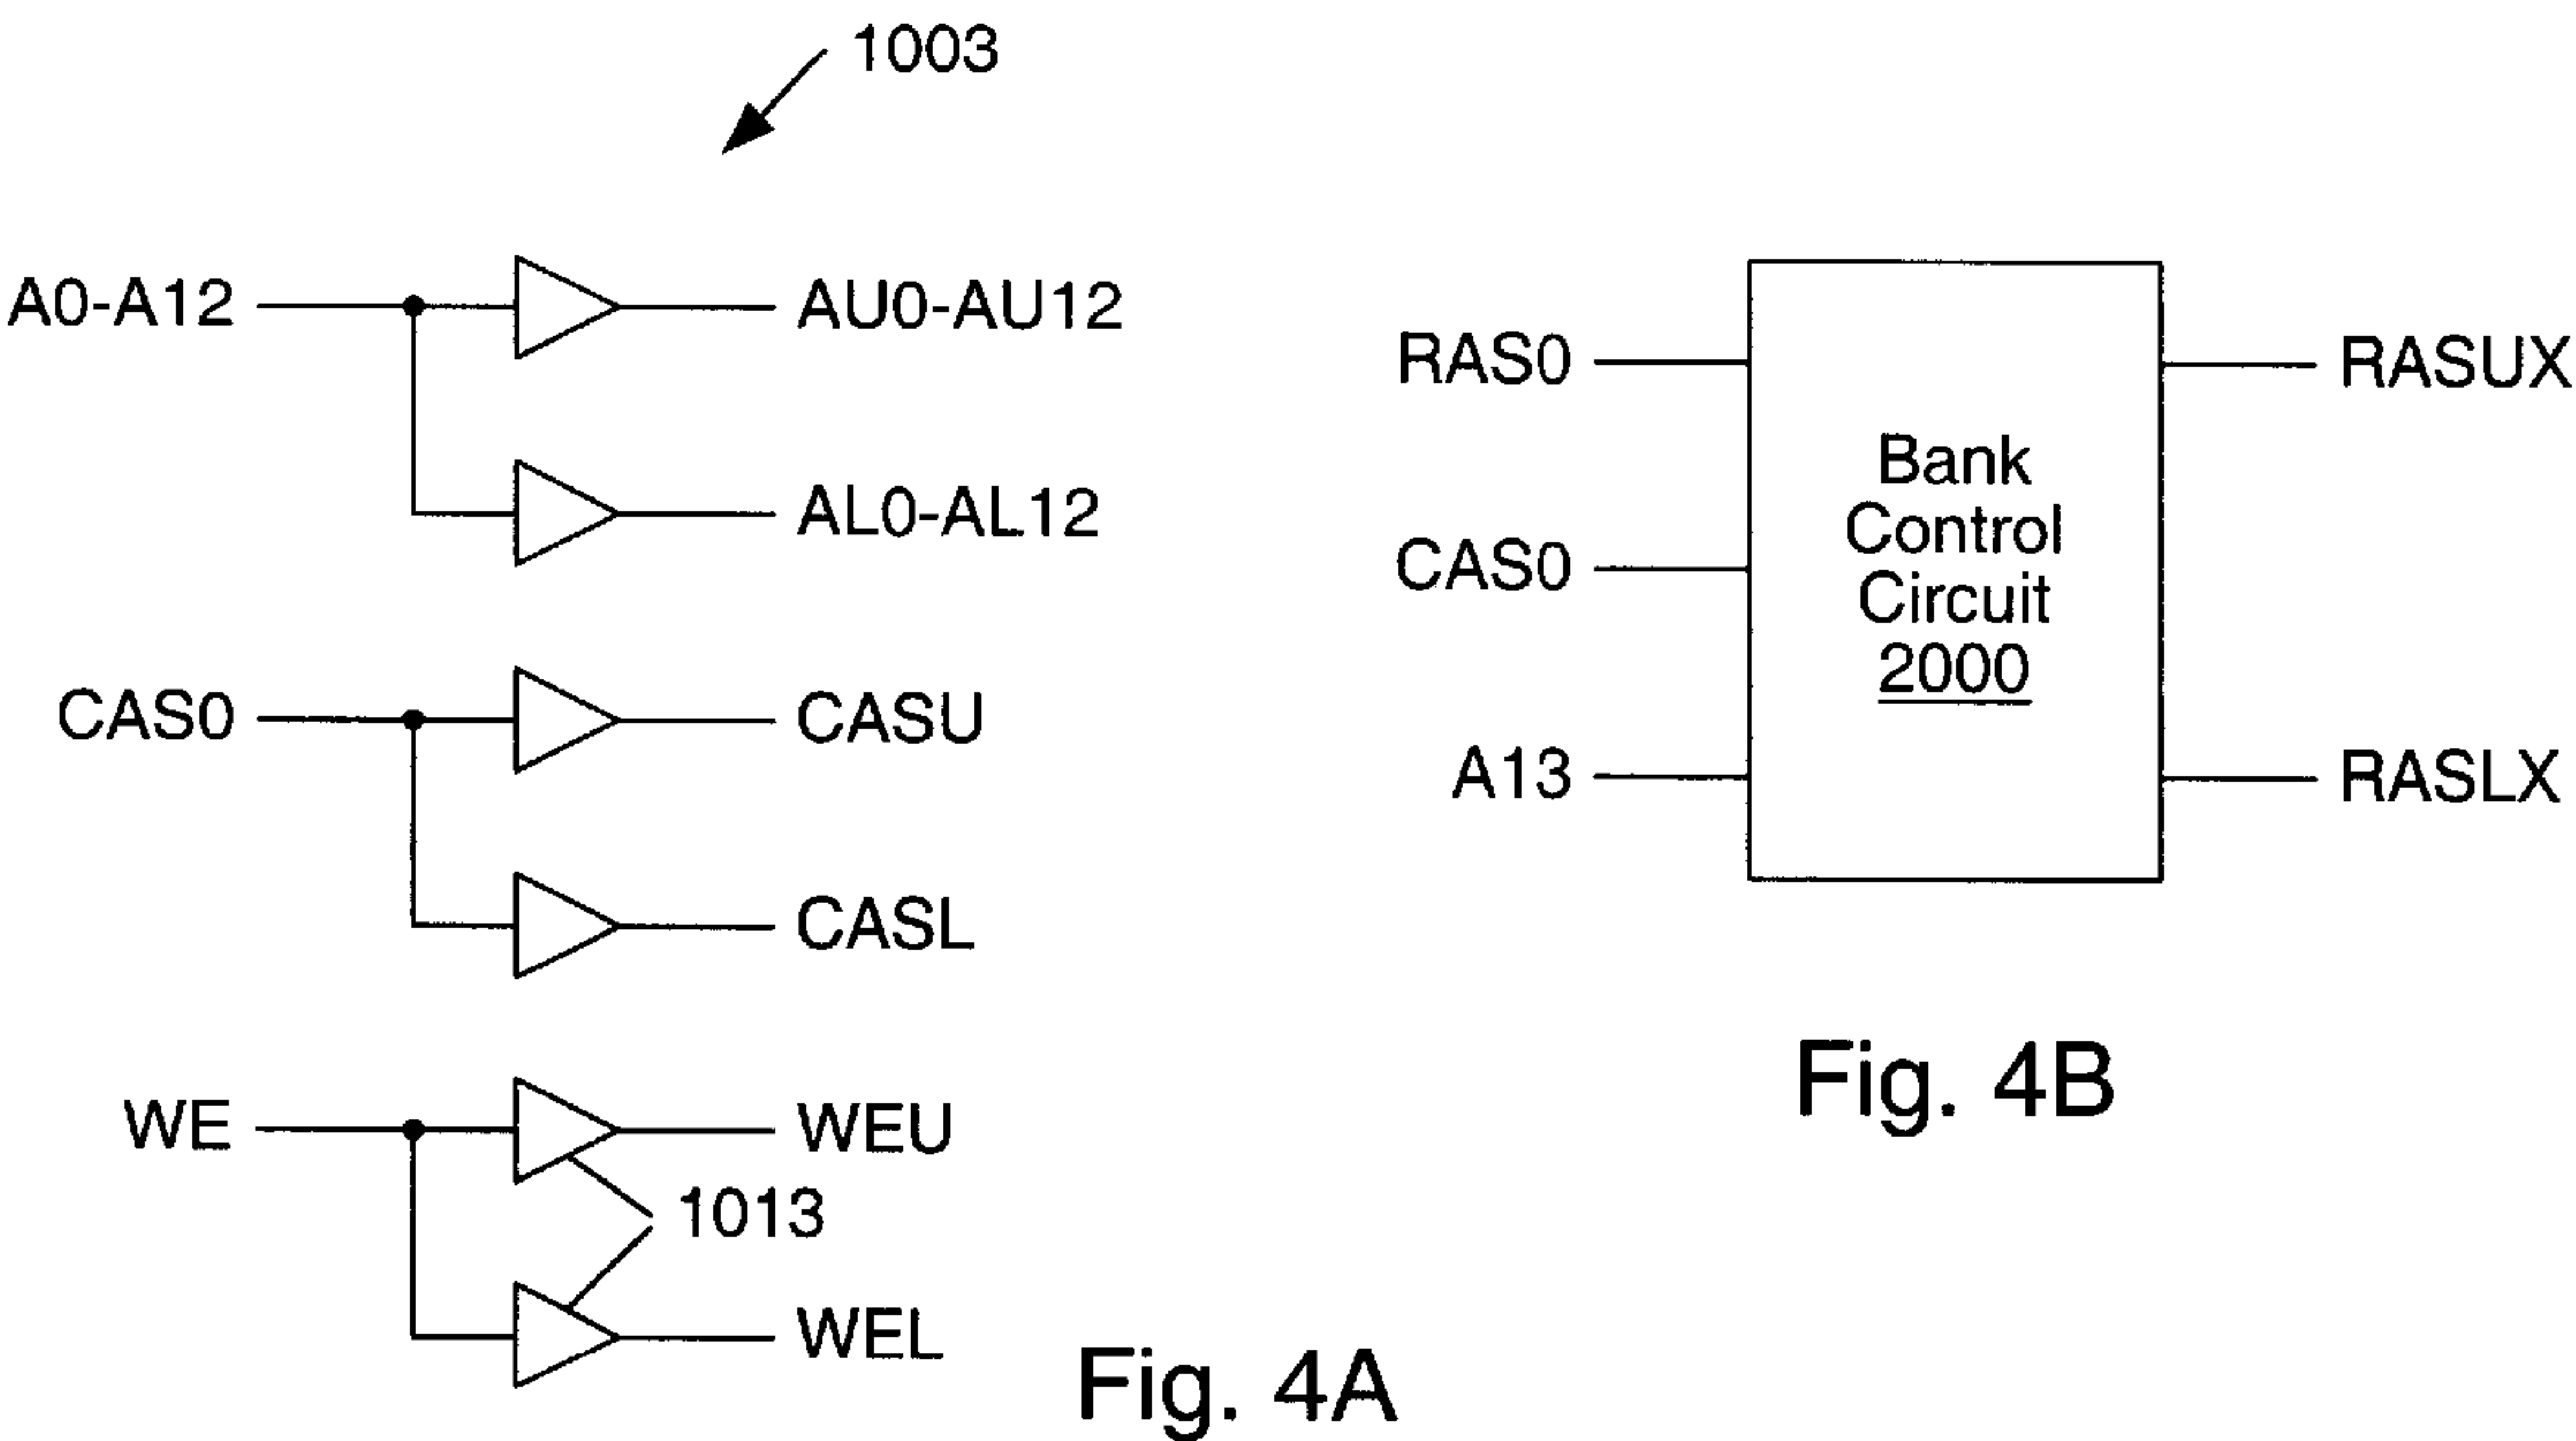 1003
A0-A12
AU0-AU12
AL0-AL12
CAS0
CASU
CASL
WE
WEU
1013
WEL
Fig. 4A
RAS0
CAS0
A13
Bank
Control
Circuit
2000
RASUX
RASLX
Fig. 4B